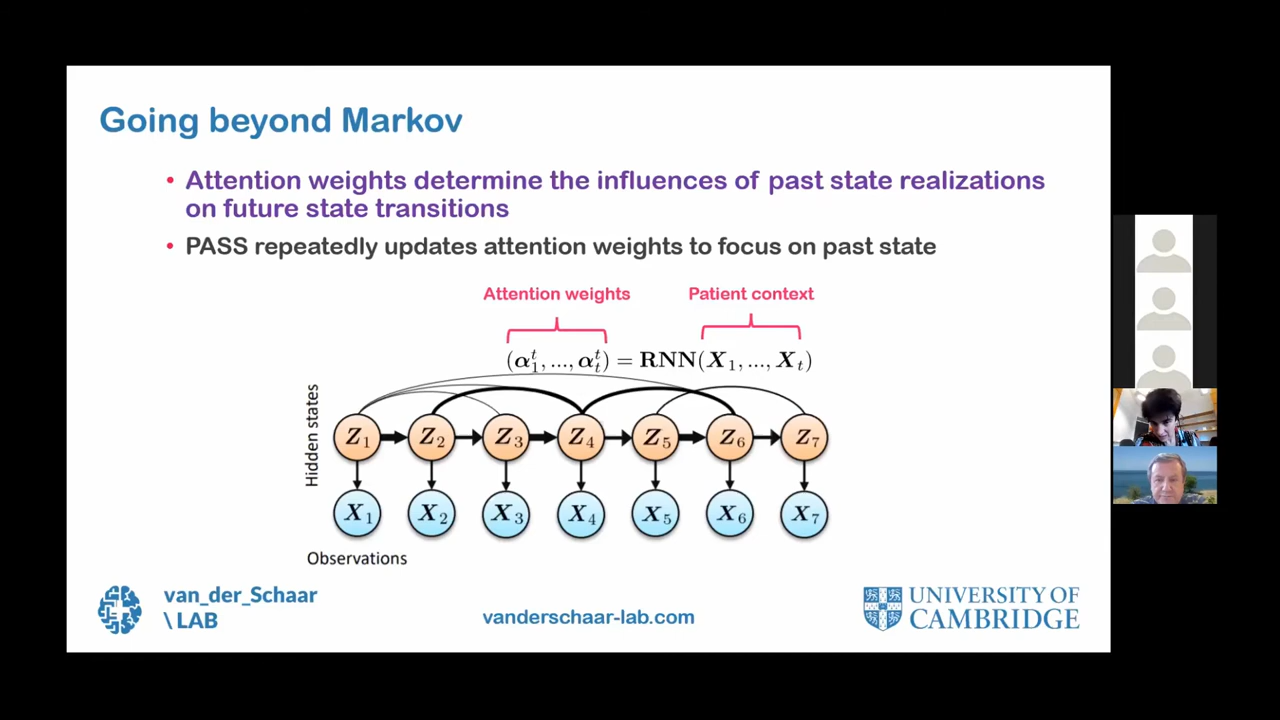 Going beyond Markov
• Attention weights determine the influences of past state realizations
on future state transitions
• PASS repeatedly updates attention weights to focus on past state
Attention weights Patient context
(α₁ᵗ, ..., αₜᵗ) = RNN(X₁, ..., Xₜ)
Hidden states
Z₁ Z₂ Z₃ Z₄ Z₅ Z₆ Z₇
X₁ X₂ X₃ X₄ X₅ X₆ X₇
Observations
van_der_Schaar
\ LAB
vanderschaar-lab.com
UNIVERSITY OF
CAMBRIDGE